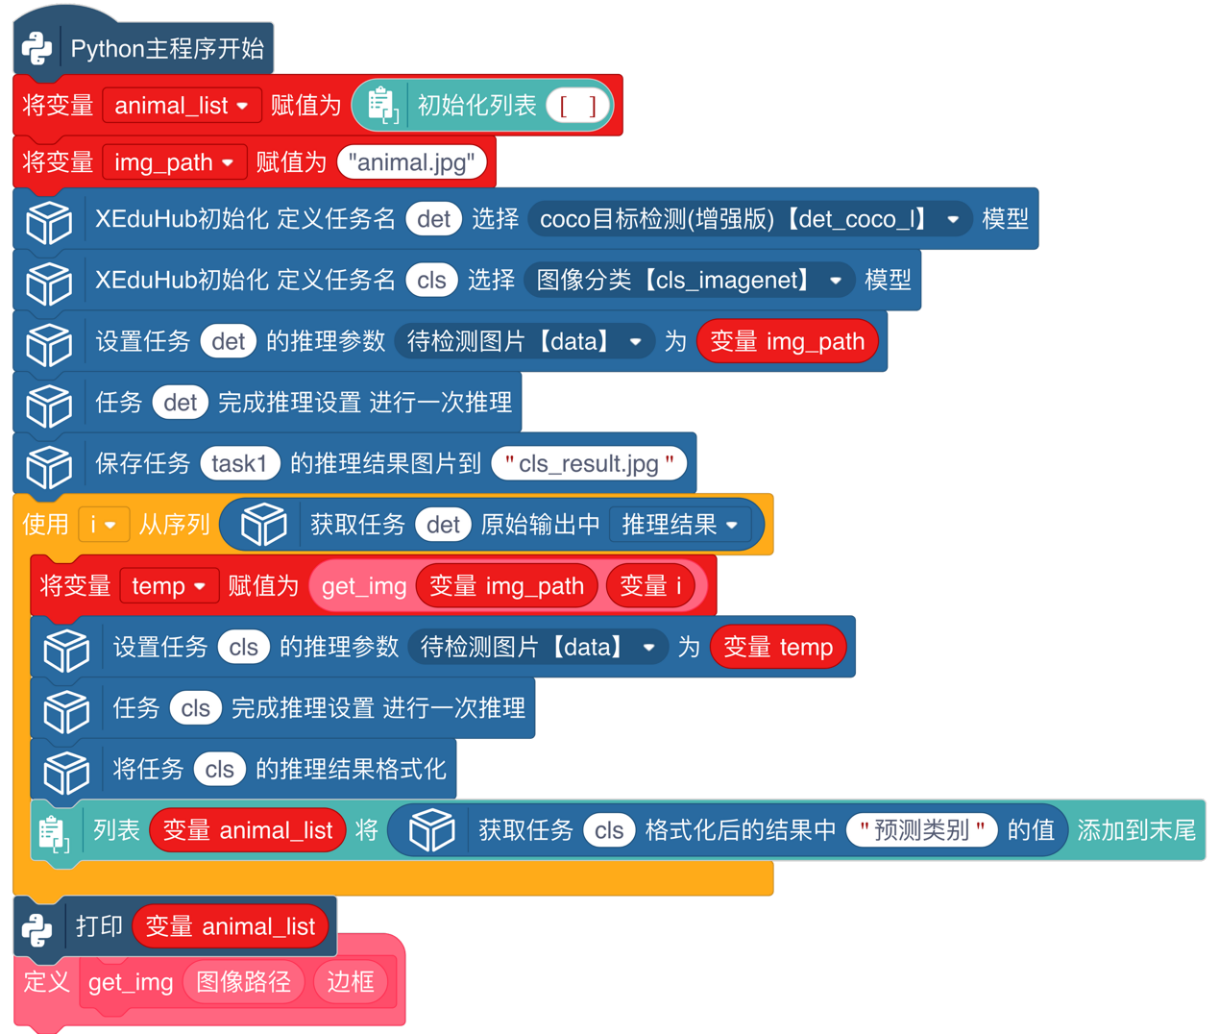 Python主程序开始
将变量 animal_list 赋值为 初始化列表 [ ]
将变量 img_path 赋值为 "animal.jpg"
XEduHub初始化 定义任务名 det 选择 coco目标检测(增强版)【det_coco_l】 模型
XEduHub初始化 定义任务名 cls 选择 图像分类【cls_imagenet】 模型
设置任务 det 的推理参数 待检测图片【data】 为 变量 img_path
任务 det 完成推理设置 进行一次推理
保存任务 task1 的推理结果图片到 "cls_result.jpg"
使用 i 从序列 获取任务 det 原始输出中 推理结果
将变量 temp 赋值为 get_img 变量 img_path 变量 i
设置任务 cls 的推理参数 待检测图片【data】 为 变量 temp
任务 cls 完成推理设置 进行一次推理
将任务 cls 的推理结果格式化
列表 变量 animal_list 将 获取任务 cls 格式化后的结果中 "预测类别" 的值 添加到末尾
打印 变量 animal_list
定义 get_img 图像路径 边框